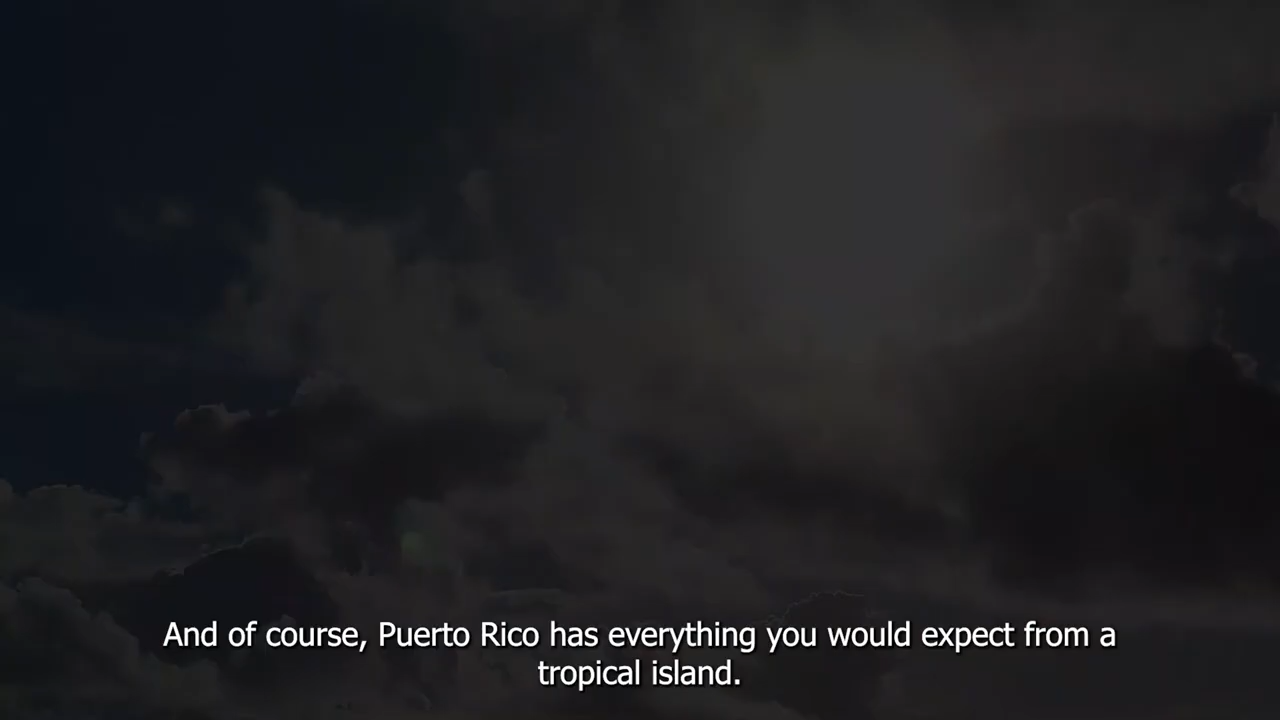 And of course, Puerto Rico has everything you would expect from a
tropical island.